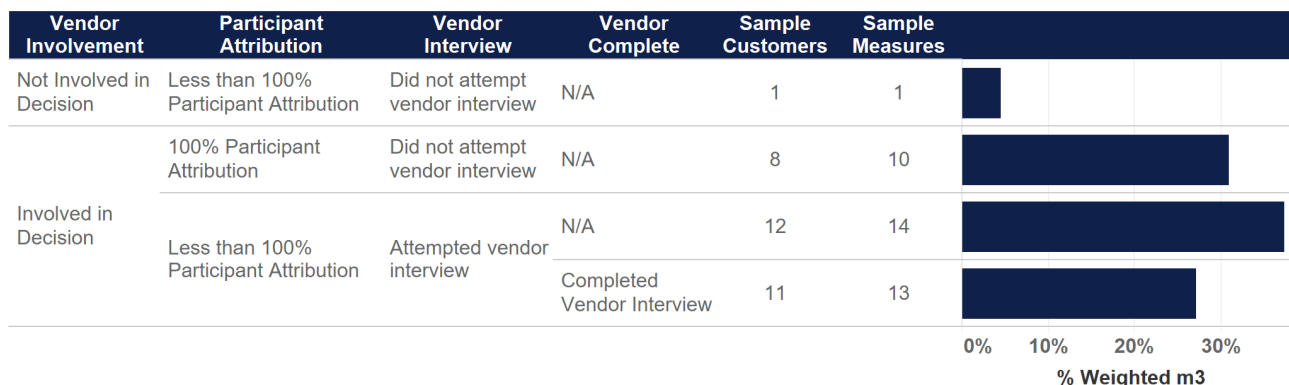 Vendor Involvement Participant Attribution Vendor Interview Vendor Complete Sample Customers Sample Measures
Not Involved in Decision Less than 100% Participant Attribution Did not attempt vendor interview N/A 1 1
Involved in Decision 100% Participant Attribution Did not attempt vendor interview N/A 8 10
Less than 100% Participant Attribution Attempted vendor interview N/A 12 14
Completed Vendor Interview 11 13
0% 10% 20% 30%
% Weighted m3